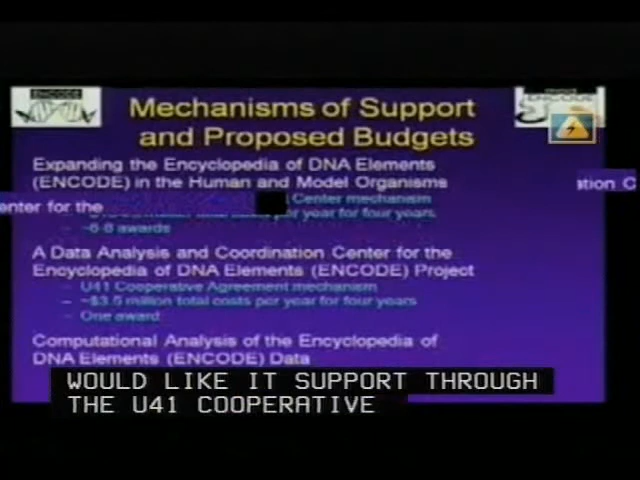 ENCODE
ENCODE
Mechanisms of Support
and Proposed Budgets
Expanding the Encyclopedia of DNA Elements
(ENCODE) in the Human and Model Organisms
ation C
enter for the
Center mechanism
per year for four years
awards
A Data Analysis and Coordination Center for the
Encyclopedia of DNA Elements (ENCODE) Project
– U41 Cooperative Agreement mechanism
– ~$3.5 million total costs per year for four years
– One award
Computational Analysis of the Encyclopedia of
DNA Elements (ENCODE) Data
WOULD LIKE IT SUPPORT THROUGH
THE U41 COOPERATIVE